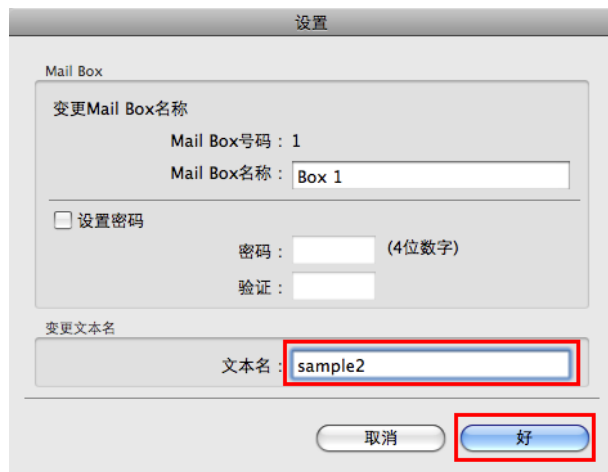 设置
Mail Box
变更Mail Box名称
Mail Box号码：1
Mail Box名称：Box 1
设置密码
密码：(4位数字)
验证：
变更文本名
文本名：sample2
取消 好